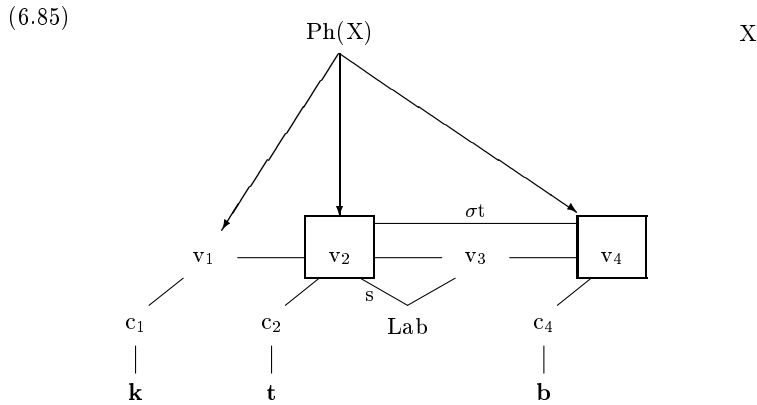 (6.85)
Ph(X) X
σt
v₁ v₂ v₃ v₄
s
c₁ c₂ Lab c₄
k t b